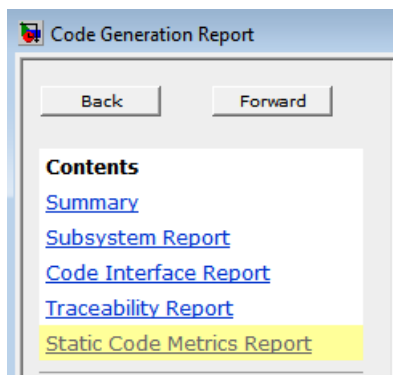 Code Generation Report
Back Forward
Contents
Summary
Subsystem Report
Code Interface Report
Traceability Report
Static Code Metrics Report